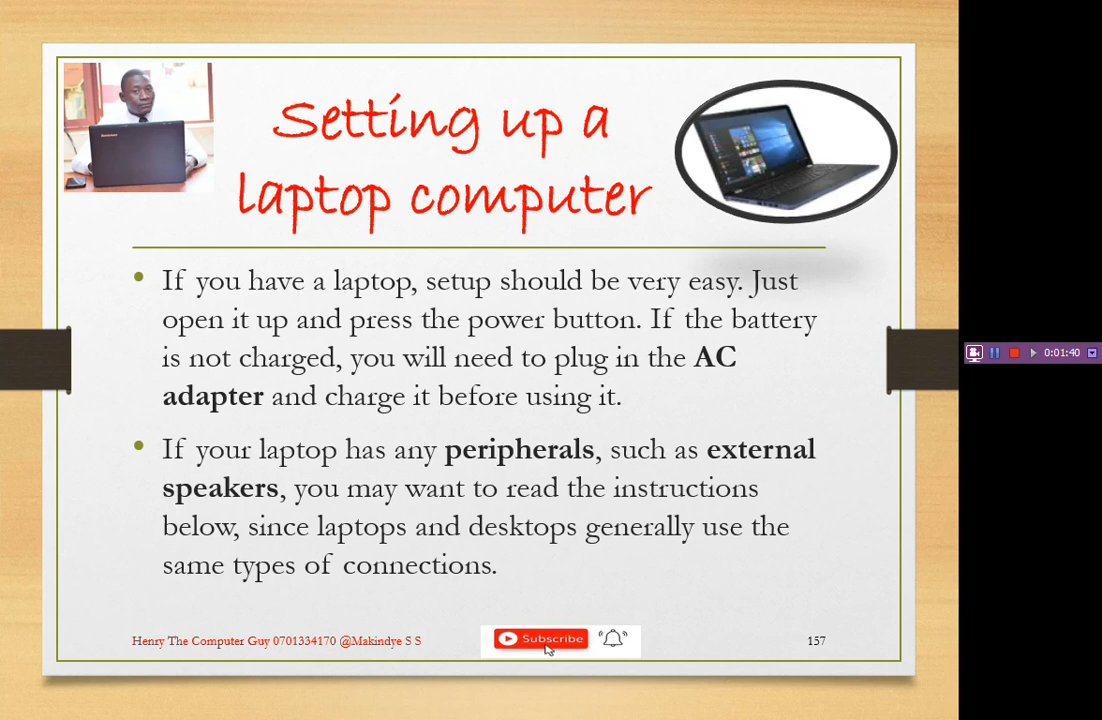 Setting up a
laptop computer
• If you have a laptop, setup should be very easy. Just
open it up and press the power button. If the battery
is not charged, you will need to plug in the AC
adapter and charge it before using it.
• If your laptop has any peripherals, such as external
speakers, you may want to read the instructions
below, since laptops and desktops generally use the
same types of connections.
Henry The Computer Guy 0701334170 @Makindye S S
Subscribe
157
0:01:40